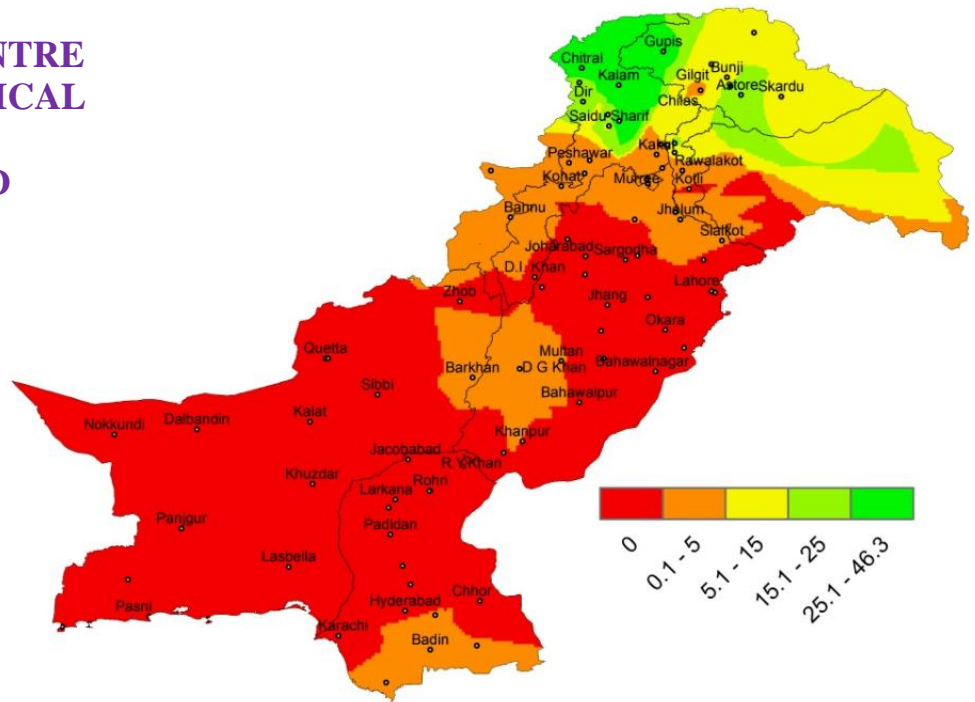 NTRE
ICAL
D
Gupis
Chitral
Kalam
Gilgit
Bunji
Dir
Astore
Skardu
Chilas
Saidu Sharif
Peshawar
Kakul
Rawalakot
Kohat
Murree
Kotli
Bannu
Jhelum
Sialkot
Joharabad
Sargodha
D.I. Khan
Lahore
Zhob
Jhang
Okara
Quetta
Multan
Barkhan
D G Khan
Bahawalnagar
Sibbi
Bahawalpur
Nokkundi
Dalbandin
Kalat
Khanpur
Jacobabad
R Y Khan
Khuzdar
Rohri
Larkana
Panjgur
Padidan
Lasbella
Chhor
Pasni
Hyderabad
Karachi
Badin
0
0.1 - 5
5.1 - 15
15.1 - 25
25.1 - 46.3